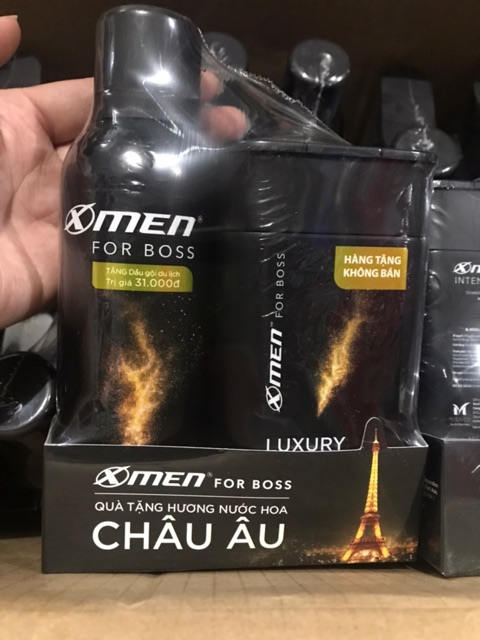 XMEN
FOR BOSS
TẶNG Dầu gội du lịch
Trị giá 31.000đ
HÀNG TẶNG
KHÔNG BÁN
XMEN FOR BOSS
LUXURY
XMEN FOR BOSS
QUÀ TẶNG HƯƠNG NƯỚC HOA
CHÂU ÂU